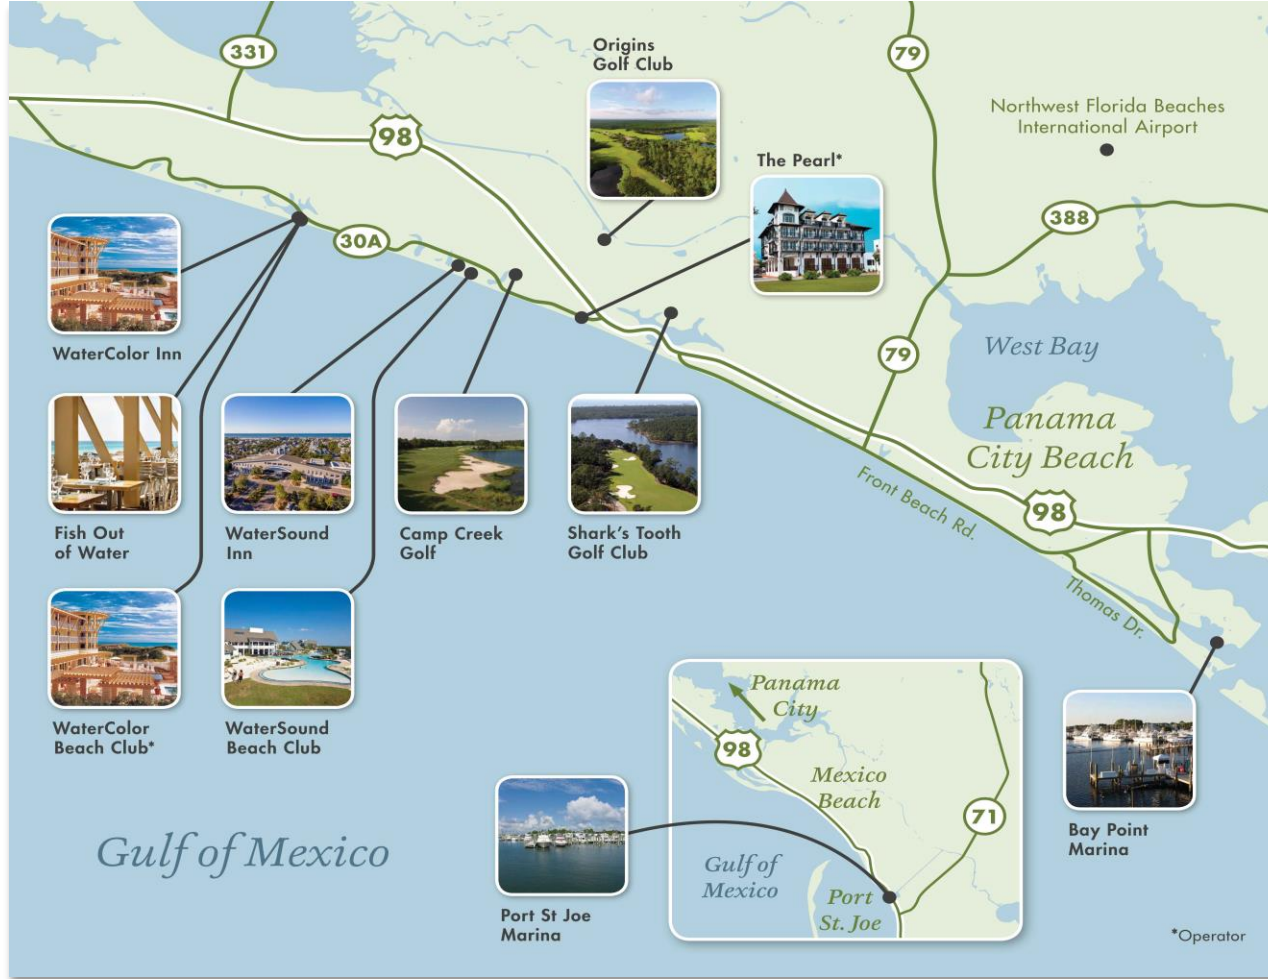 331
98
Origins
Golf Club
79
Northwest Florida Beaches
International Airport
The Pearl*
388
30A
WaterColor Inn
79
West Bay
Panama
City Beach
Fish Out
of Water
WaterSound
Inn
Camp Creek
Golf
Shark's Tooth
Golf Club
Front Beach Rd.
98
Thomas Dr.
WaterColor
Beach Club*
WaterSound
Beach Club
Panama
City
98
Mexico
Beach
71
Gulf of
Mexico
Port
St. Joe
Gulf of Mexico
Port St Joe
Marina
Bay Point
Marina
*Operator